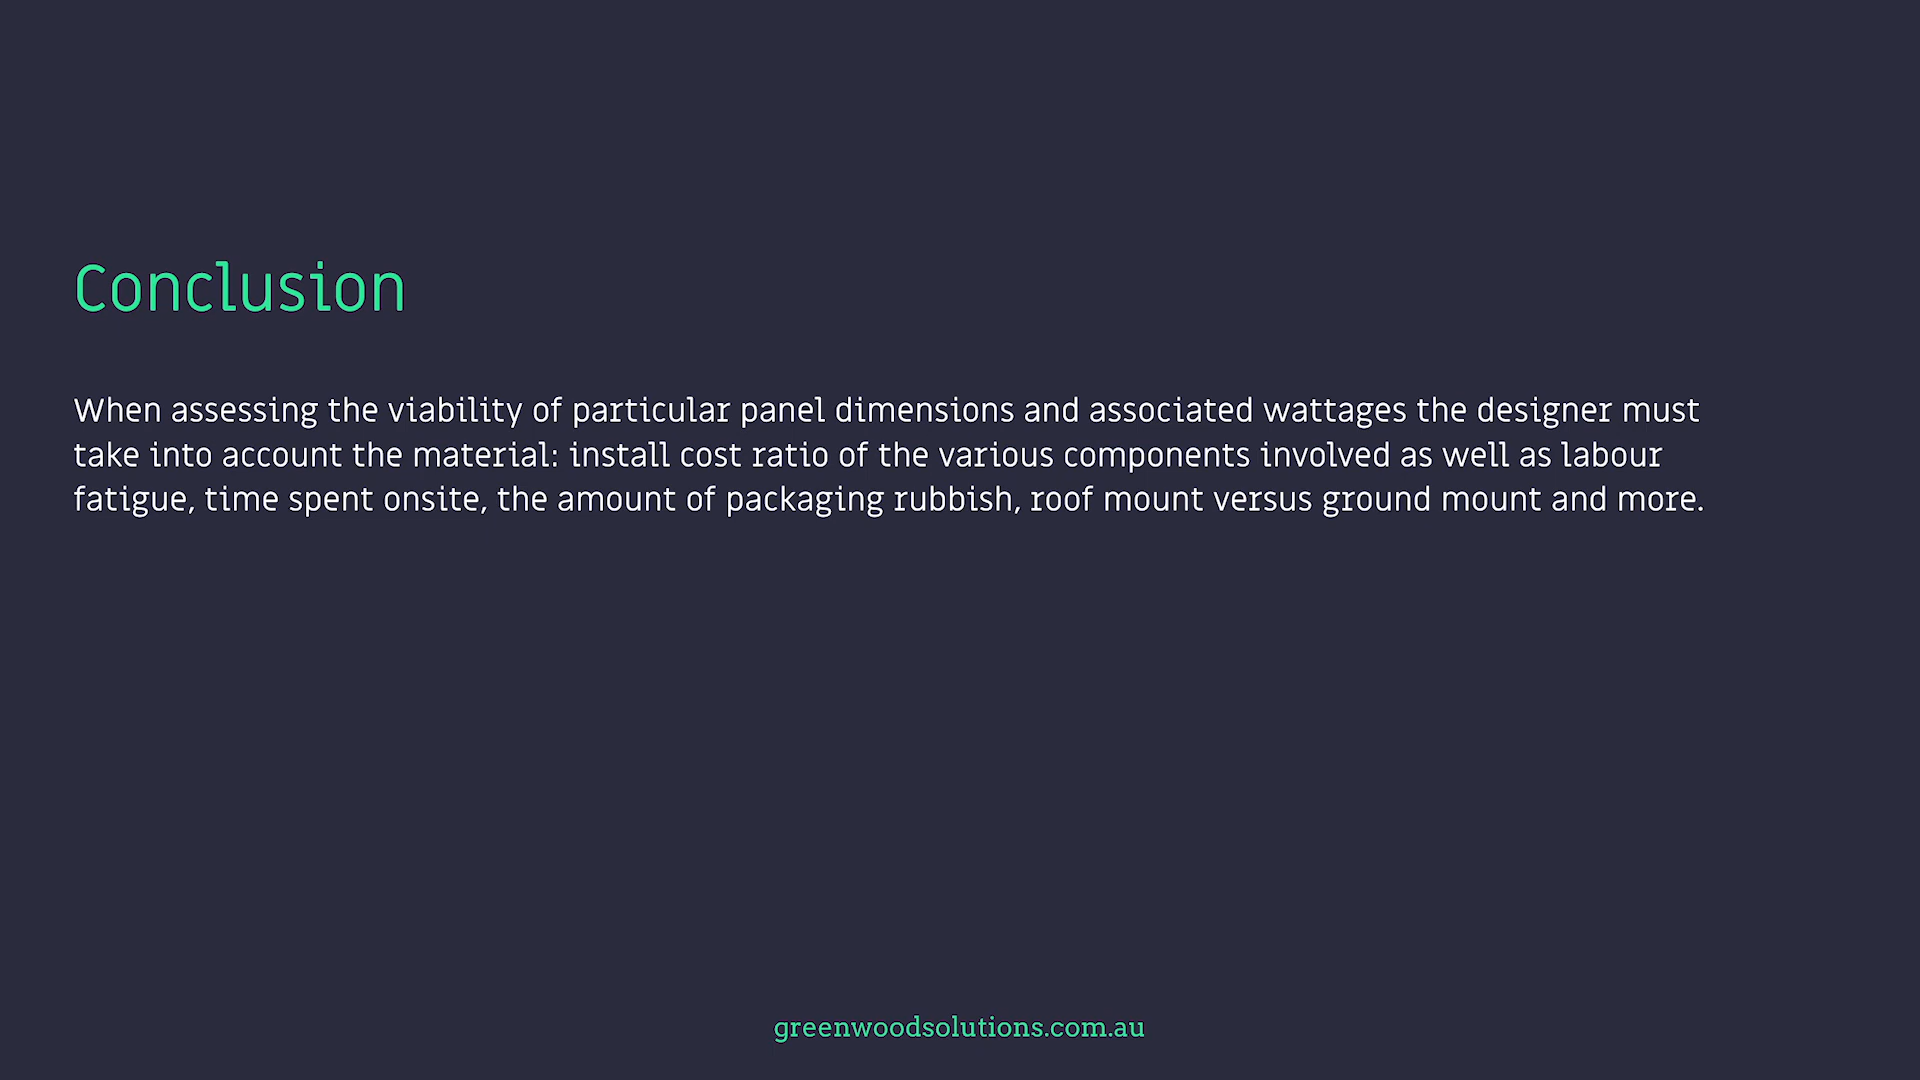 Conclusion
When assessing the viability of particular panel dimensions and associated wattages the designer must
take into account the material: install cost ratio of the various components involved as well as labour
fatigue, time spent onsite, the amount of packaging rubbish, roof mount versus ground mount and more.
greenwoodsolutions.com.au